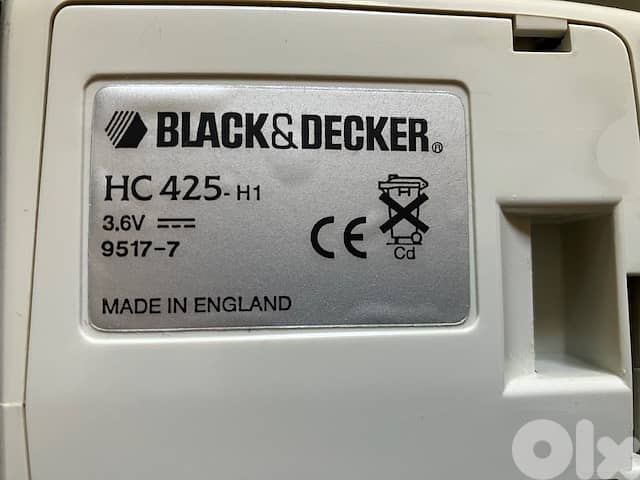 BLACK&DECKER®
HC 425-H1
3.6V
9517-7
CE
Cd
MADE IN ENGLAND
Olx